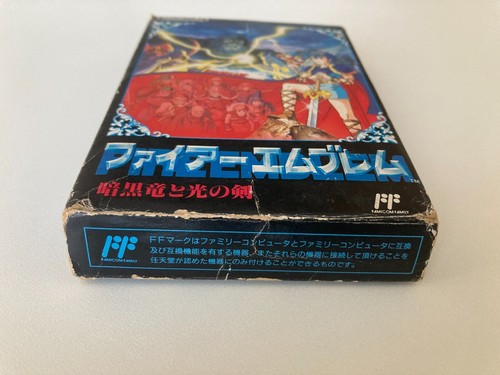 ファイアーエムブレム
TM
暗黒竜と光の剣
FF
FAMICOM FAMILY
FF
FAMICOM FAMILY
FFマークはファミリーコンピュータとファミリーコンピュータに互換
及び互換機能を有する機器、またそれらの機器に接続して頂けることを
任天堂が認めた機器にのみ付けることができるものです。